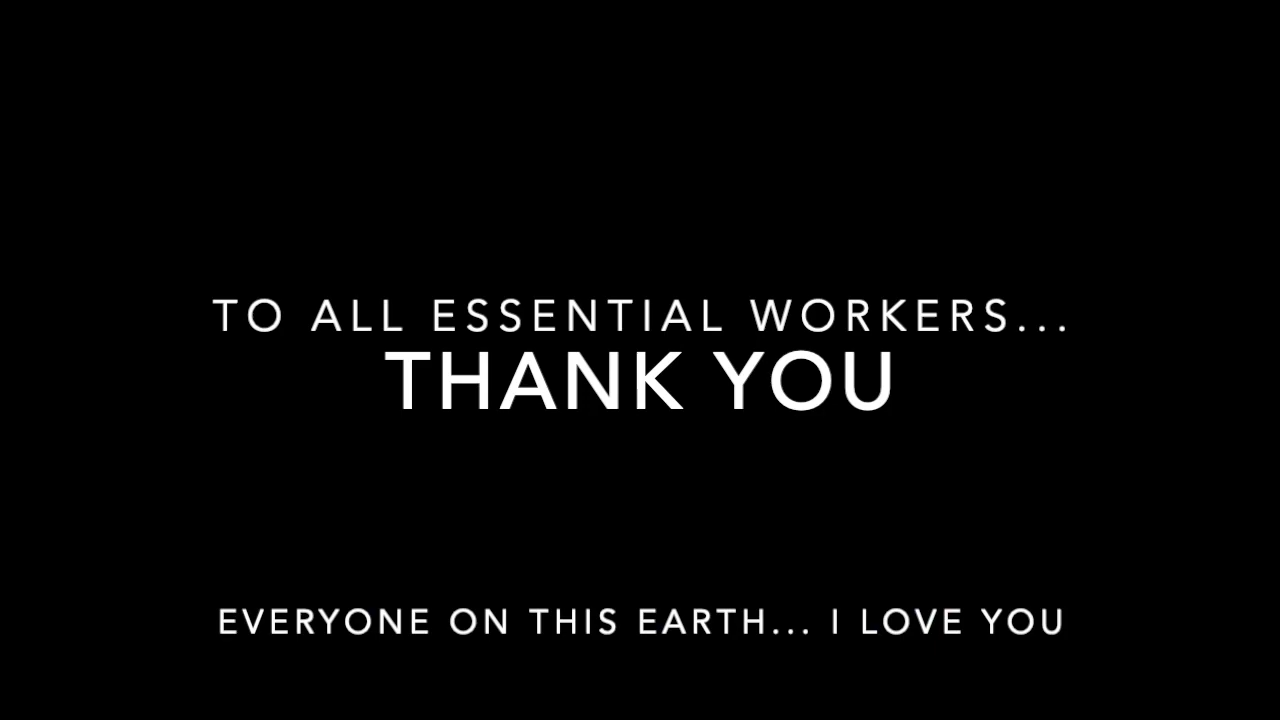 TO ALL ESSENTIAL WORKERS...
THANK YOU
EVERYONE ON THIS EARTH... I LOVE YOU